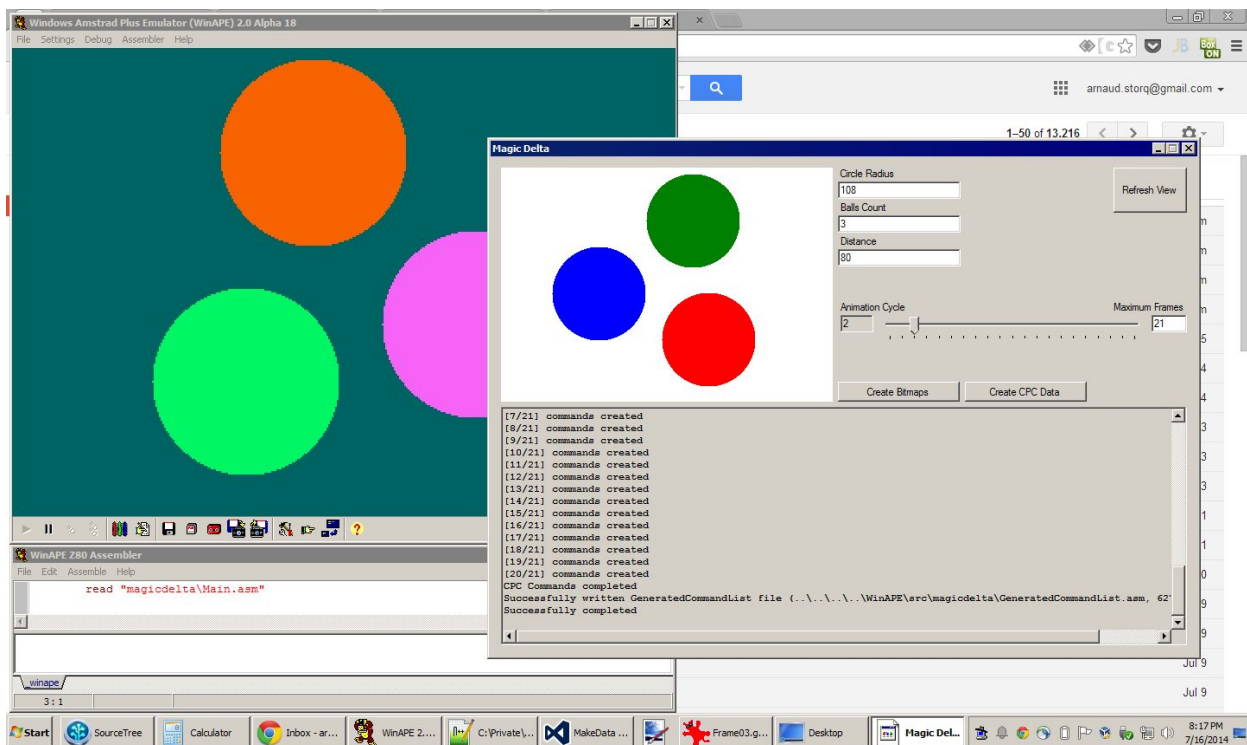 Windows Amstrad Plus Emulator (WinAPE) 2.0 Alpha 18
File Settings Debug Assembler Help
JB
ON
arnaud.storq@gmail.com
1–50 of 13,216
Magic Delta
Circle Radius
108
Balls Count
3
Distance
80
Refresh View
Animation Cycle
2
Maximum Frames
21
Create Bitmaps
Create CPC Data
[7/21] commands created
[8/21] commands created
[9/21] commands created
[10/21] commands created
[11/21] commands created
[12/21] commands created
[13/21] commands created
[14/21] commands created
[15/21] commands created
[16/21] commands created
[17/21] commands created
[18/21] commands created
[19/21] commands created
[20/21] commands created
CPC Commands completed
Successfully written GeneratedCommandList file (..\..\..\..\WinAPE\src\magicdelta\GeneratedCommandList.asm, 62
Successfully completed
WinAPE Z80 Assembler
File Edit Assemble Help
read "magicdelta\Main.asm"
_winape
3: 1
Jul 9
Jul 9
Start
SourceTree
Calculator
Inbox - ar...
WinAPE 2....
C:\Private\...
MakeData ...
Frame03.g...
Desktop
Magic Del...
8:17 PM
7/16/2014